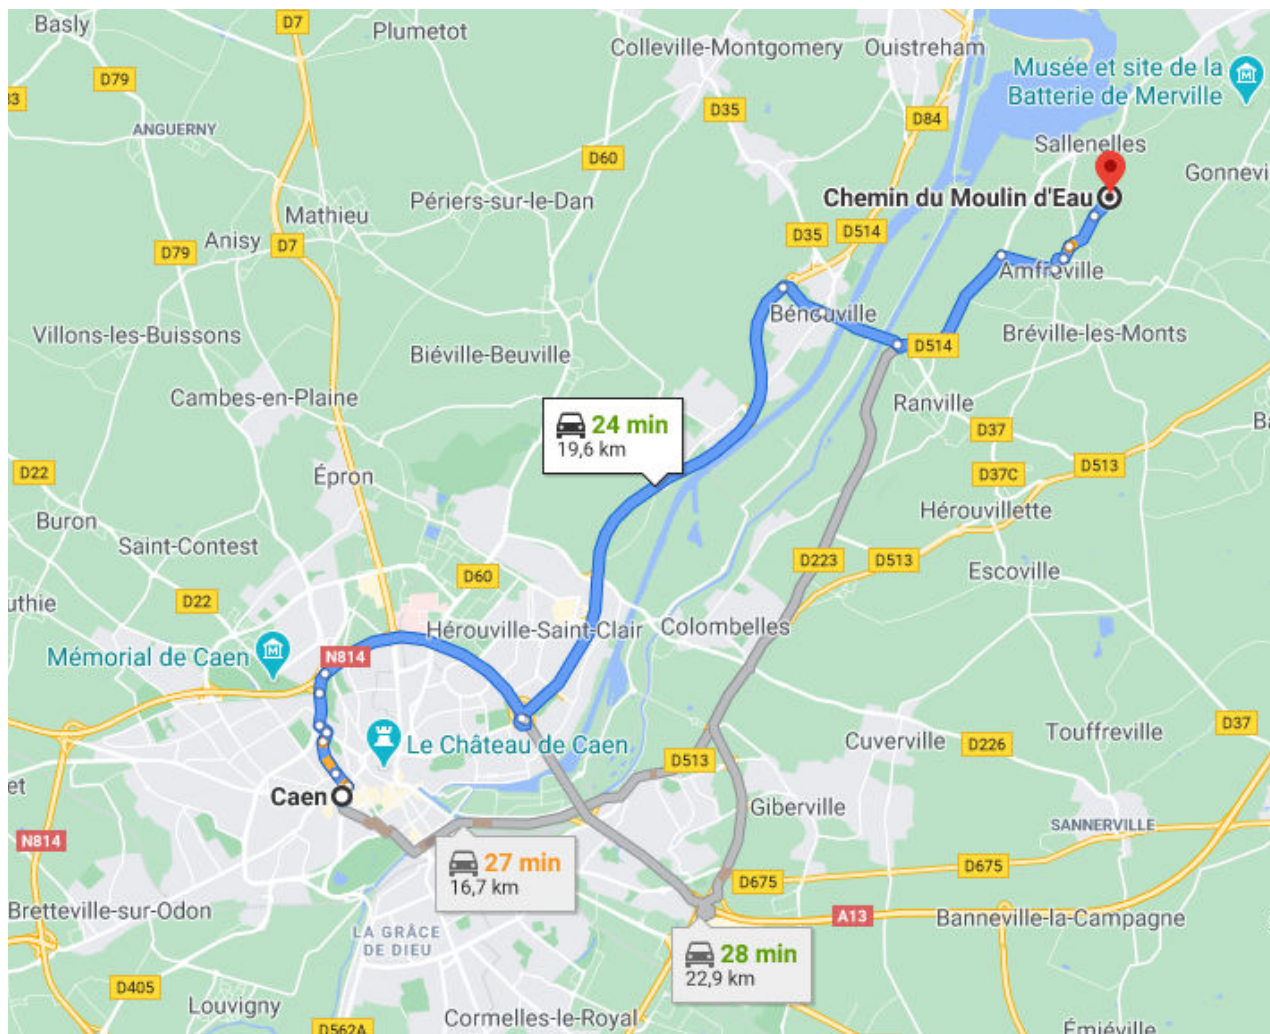 Basly
D7
Plumetot
Colleville-Montgomery
Ouistreham
Musée et site de la
Batterie de Merville
D79
D35
D84
ANGUERNY
D60
Sallenelles
Gonnevi
Chemin du Moulin d'Eau
Périers-sur-le-Dan
Mathieu
D79
Anisy
D7
D35
D514
Amfréville
Bénouville
Villons-les-Buissons
Biéville-Beuville
D514
Bréville-les-Monts
Cambes-en-Plaine
Ranville
24 min
19,6 km
D37
D22
Épron
D37C
D513
Buron
Hérouvillette
Saint-Contest
D223
D513
Escoville
D60
uthie
D22
Hérouville-Saint-Clair
Colombelles
Mémorial de Caen
N814
Touffreville
D37
Le Château de Caen
Cuverville
D226
D513
et
Caen
Giberville
SANNERVILLE
N814
27 min
16,7 km
D675
D675
Bretteville-sur-Odon
A13
Banneville-la-Campagne
LA GRÂCE
DE DIEU
28 min
22,9 km
D405
Louvigny
Cormelles-le-Royal
D562A
Émiéville